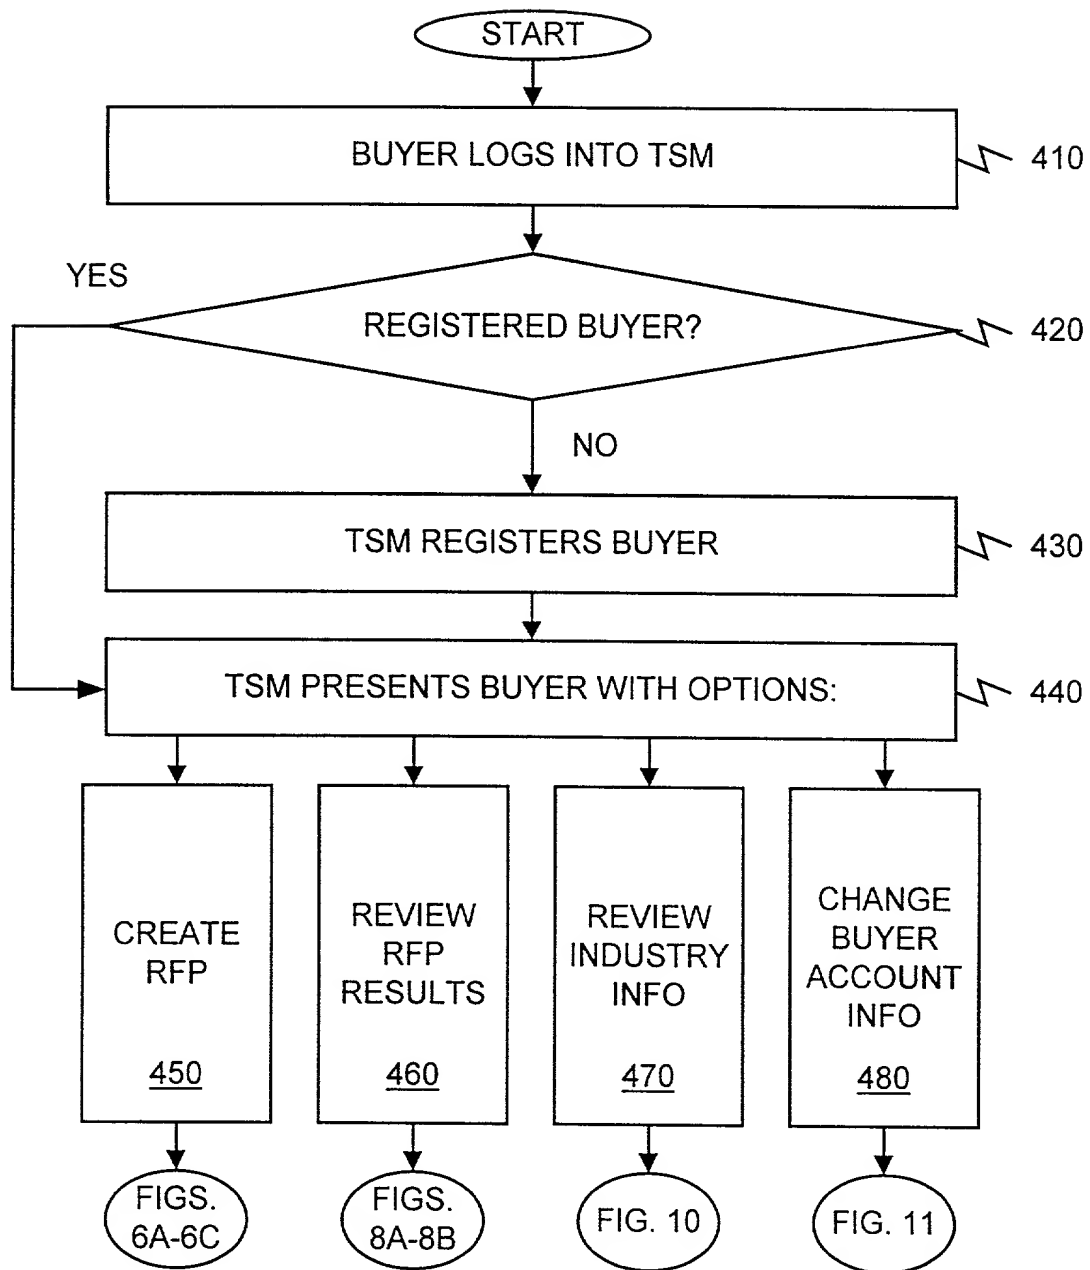 START
BUYER LOGS INTO TSM
410
YES
REGISTERED BUYER?
420
NO
TSM REGISTERS BUYER
430
TSM PRESENTS BUYER WITH OPTIONS:
440
CREATE
RFP
450
REVIEW
RFP
RESULTS
460
REVIEW
INDUSTRY
INFO
470
CHANGE
BUYER
ACCOUNT
INFO
480
FIGS.
6A-6C
FIGS.
8A-8B
FIG. 10
FIG. 11